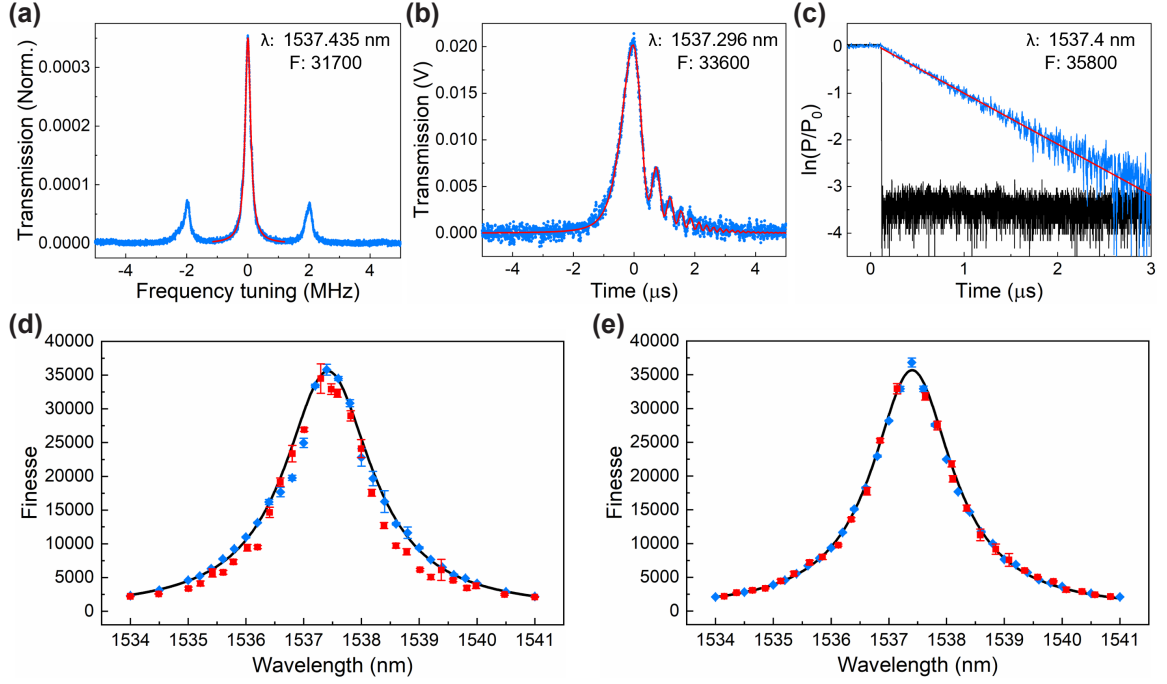 (a)
λ: 1537.435 nm
F: 31700
Transmission (Norm.)
0.0003
0.0002
0.0001
0.0000
-4 -2 0 2 4
Frequency tuning (MHz)
(b)
λ: 1537.296 nm
F: 33600
Transmission (V)
0.020
0.015
0.010
0.005
0.000
-4 -2 0 2 4
Time (μs)
(c)
λ: 1537.4 nm
F: 35800
ln(P/P0)
0
-1
-2
-3
-4
0 1 2 3
Time (μs)
(d)
Finesse
40000
35000
30000
25000
20000
15000
10000
5000
0
1534 1535 1536 1537 1538 1539 1540 1541
Wavelength (nm)
(e)
Finesse
40000
35000
30000
25000
20000
15000
10000
5000
0
1534 1535 1536 1537 1538 1539 1540 1541
Wavelength (nm)